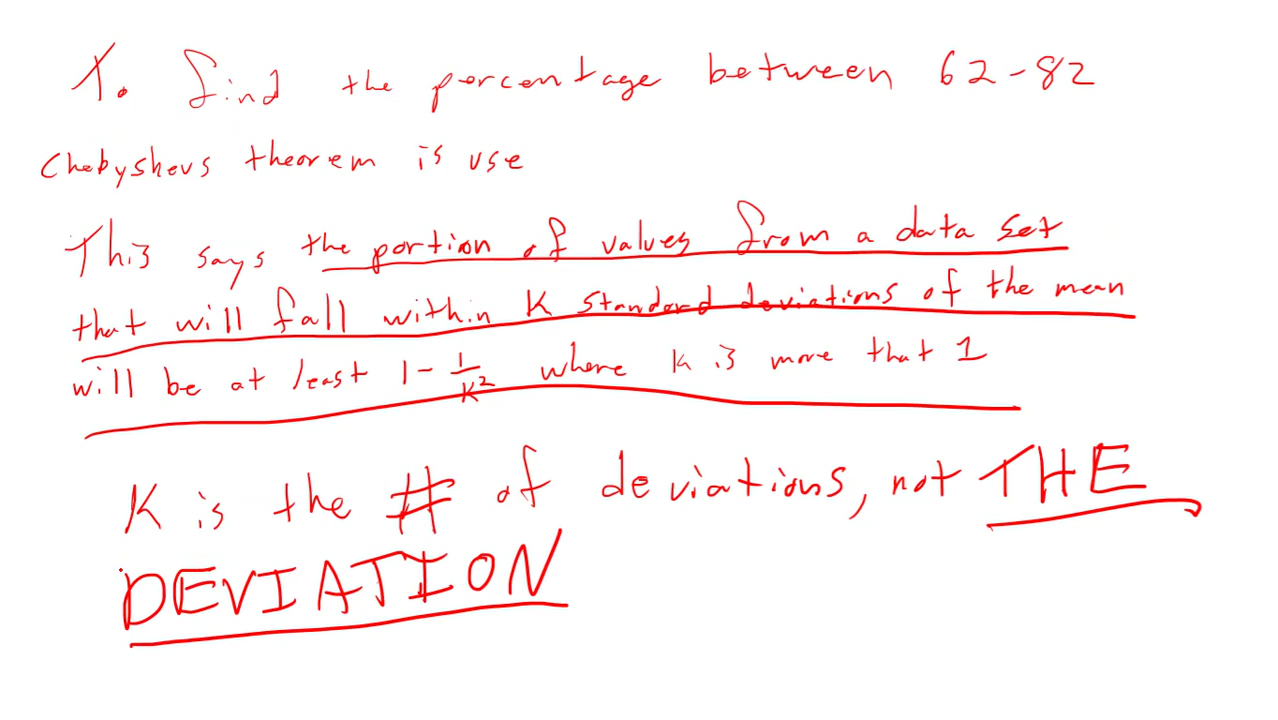 To find the percentage between 62-82
Chebyshevs theorem is use
This says the portion of values from a data set
that will fall within K standard deviations of the mean
will be at least 1 - 1/K² where k is more that 1
K is the # of deviations, not THE
DEVIATION